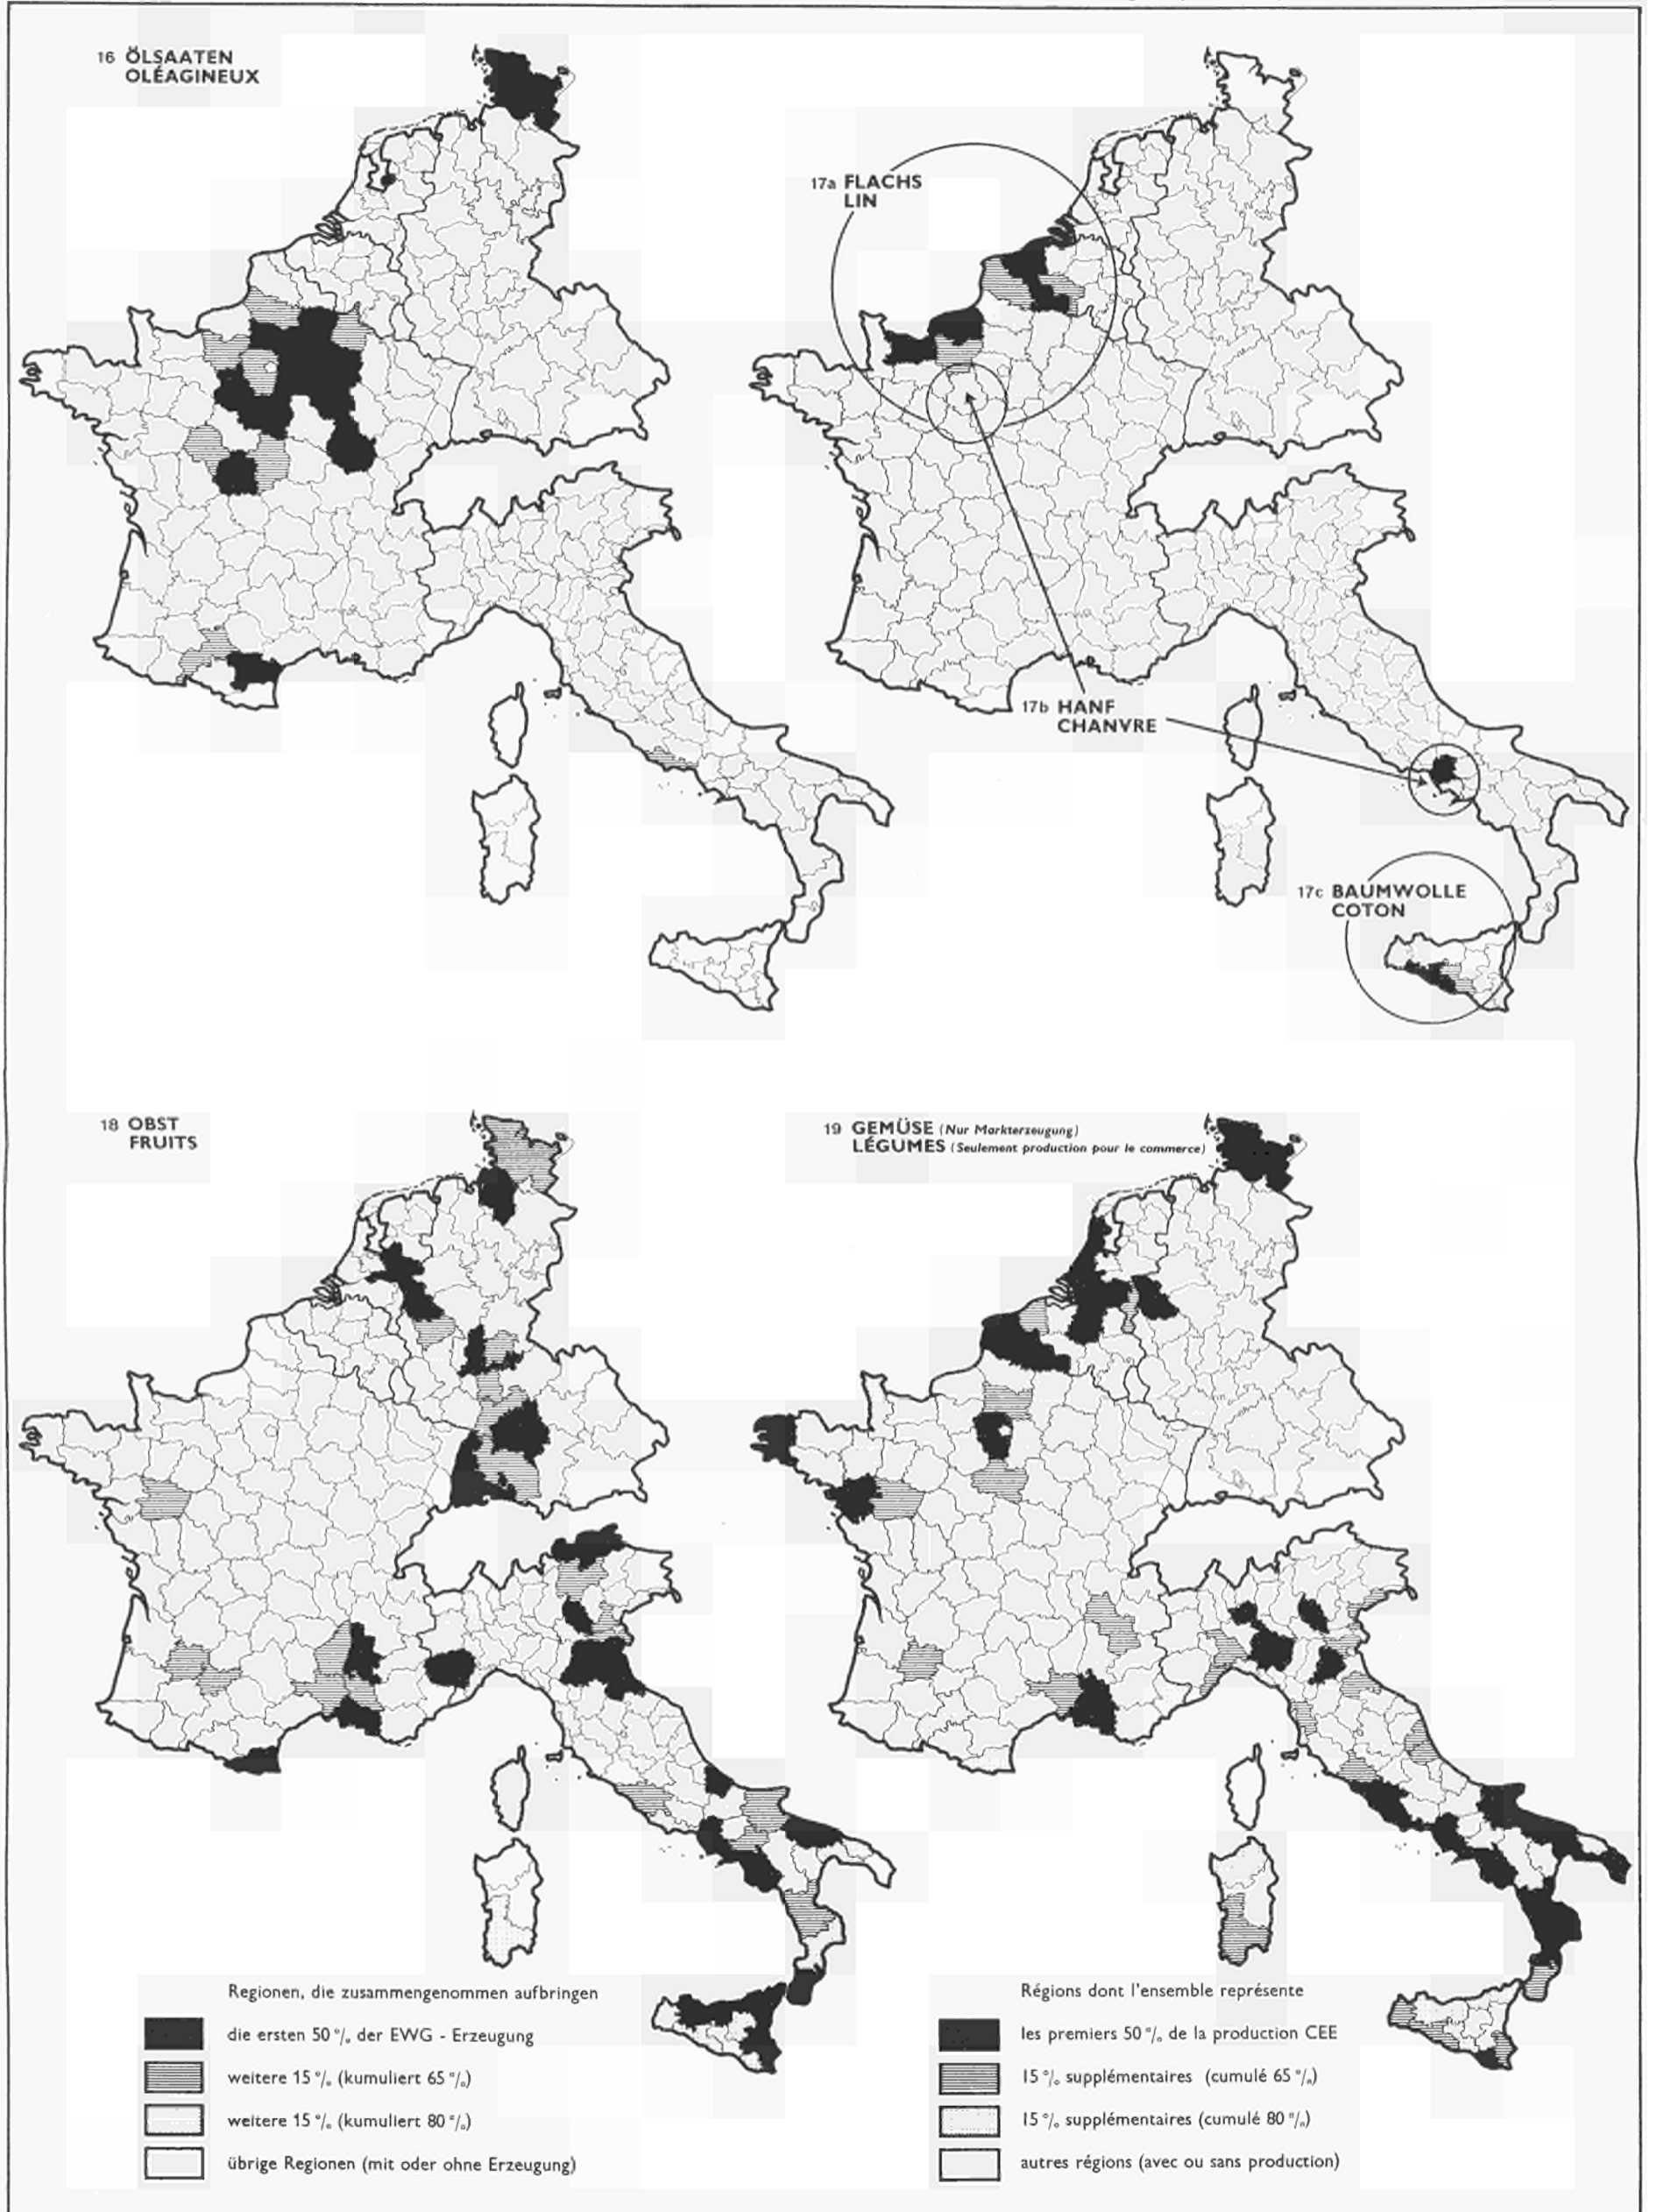 16 ÖLSAATEN
OLÉAGINEUX
17a FLACHS
LIN
17b HANF
CHANVRE
17c BAUMWOLLE
COTON
18 OBST
FRUITS
19 GEMÜSE (Nur Markterzeugung)
LÉGUMES (Seulement production pour le commerce)
Regionen, die zusammengenommen aufbringen
die ersten 50 % der EWG - Erzeugung
weitere 15 % (kumuliert 65 %)
weitere 15 % (kumuliert 80 %)
übrige Regionen (mit oder ohne Erzeugung)
Régions dont l'ensemble représente
les premiers 50 % de la production CEE
15 % supplémentaires (cumulé 65 %)
15 % supplémentaires (cumulé 80 %)
autres régions (avec ou sans production)